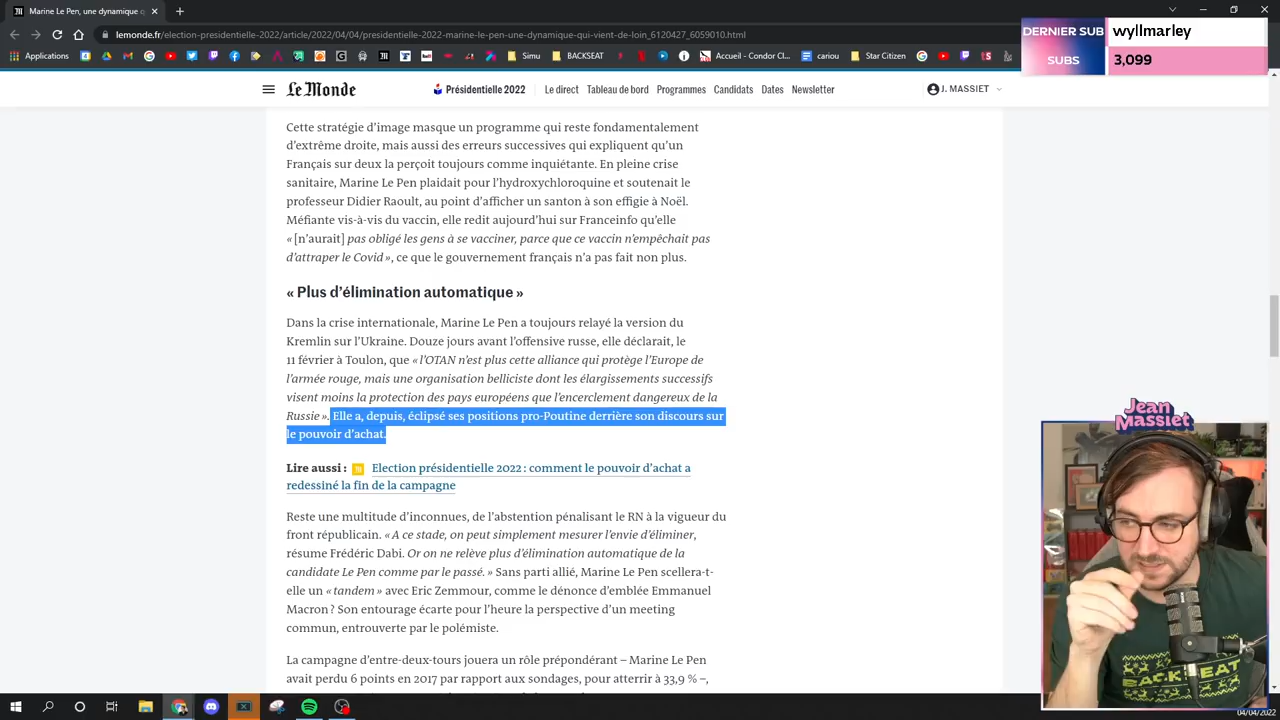 Marine Le Pen, une dynamique q
lemonde.fr/election-presidentielle-2022/article/2022/04/04/presidentielle-2022-marine-le-pen-une-dynamique-qui-vient-de-loin_6120427_6059010.html
DERNIER SUB wyllmarley
SUBS 3,099
Applications
Simu
BACKSEAT
Accueil - Condor Cl...
cariou
Star Citizen
Le Monde
Présidentielle 2022 Le direct Tableau de bord Programmes Candidats Dates Newsletter
J. MASSIET
Cette stratégie d’image masque un programme qui reste fondamentalement
d’extrême droite, mais aussi des erreurs successives qui expliquent qu’un
Français sur deux la perçoit toujours comme inquiétante. En pleine crise
sanitaire, Marine Le Pen plaidait pour l’hydroxychloroquine et soutenait le
professeur Didier Raoult, au point d’afficher un santon à son effigie à Noël.
Méfiante vis-à-vis du vaccin, elle redit aujourd’hui sur Franceinfo qu’elle
« [n’aurait] pas obligé les gens à se vacciner, parce que ce vaccin n’empêchait pas
d’attraper le Covid », ce que le gouvernement français n’a pas fait non plus.
« Plus d’élimination automatique »
Dans la crise internationale, Marine Le Pen a toujours relayé la version du
Kremlin sur l’Ukraine. Douze jours avant l’offensive russe, elle déclarait, le
11 février à Toulon, que « l’OTAN n’est plus cette alliance qui protège l’Europe de
l’armée rouge, mais une organisation belliciste dont les élargissements successifs
visent moins la protection des pays européens que l’encerclement dangereux de la
Russie ». Elle a, depuis, éclipsé ses positions pro-Poutine derrière son discours sur
le pouvoir d’achat.
Lire aussi : Election présidentielle 2022 : comment le pouvoir d’achat a
redessiné la fin de la campagne
Reste une multitude d’inconnues, de l’abstention pénalisant le RN à la vigueur du
front républicain. « A ce stade, on peut simplement mesurer l’envie d’éliminer,
résume Frédéric Dabi. Or on ne relève plus d’élimination automatique de la
candidate Le Pen comme par le passé. » Sans parti allié, Marine Le Pen scellera-t-
elle un « tandem » avec Eric Zemmour, comme le dénonce d’emblée Emmanuel
Macron ? Son entourage écarte pour l’heure la perspective d’un meeting
commun, entrouverte par le polémiste.
La campagne d’entre-deux-tours jouera un rôle prépondérant – Marine Le Pen
avait perdu 6 points en 2017 par rapport aux sondages, pour atterrir à 33,9 % –,
Jean
Massiet
BACKSEAT
04/04/2022